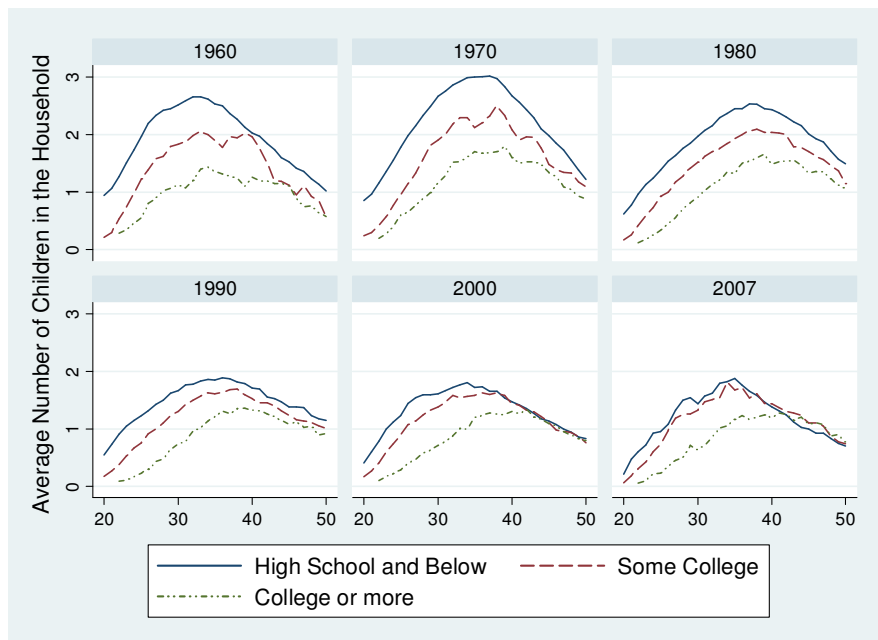 Average Number of Children in the Household
1960 1970 1980
3
2
1
0
1990 2000 2007
3
2
1
0
20 30 40 50 20 30 40 50 20 30 40 50
High School and Below Some College
College or more